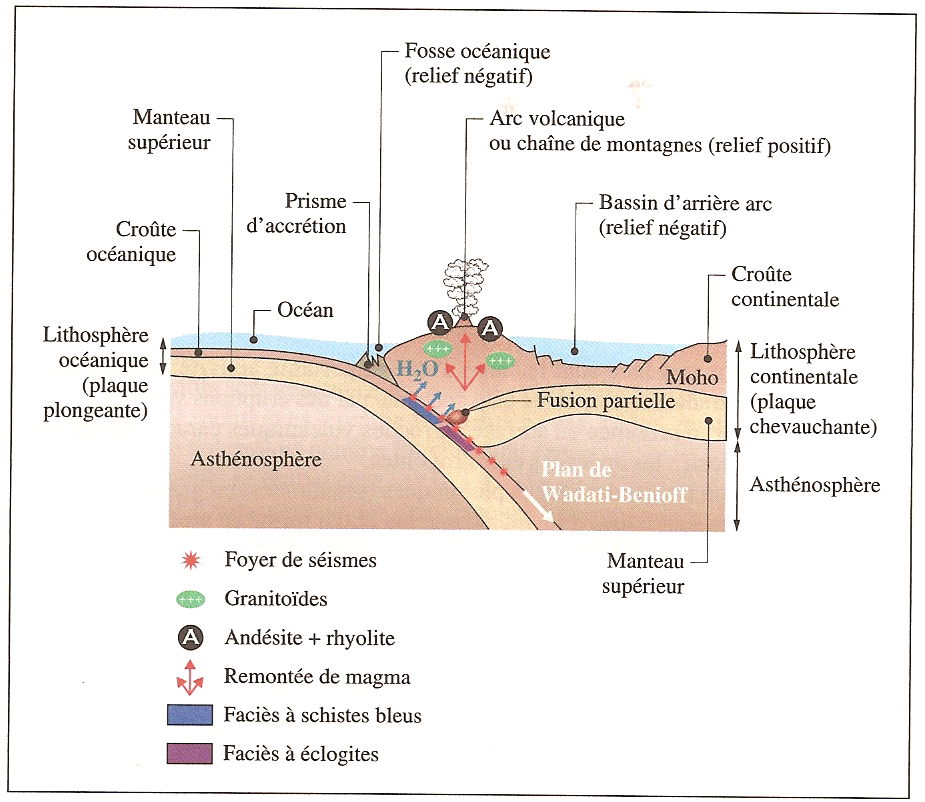 Fosse océanique
(relief négatif)
Manteau
supérieur
Arc volcanique
ou chaîne de montagnes (relief positif)
Prisme
d'accrétion
Bassin d'arrière arc
(relief négatif)
Croûte
océanique
Croûte
continentale
Océan
Lithosphère
océanique
(plaque
plongeante)
A A
+++
+++
H₂O
Moho
Lithosphère
continentale
(plaque
chevauchante)
Fusion partielle
Asthénosphère
Plan de
Wadati-Benioff
Asthénosphère
Manteau
supérieur
Foyer de séismes
+++ Granitoïdes
A Andésite + rhyolite
Remontée de magma
Faciès à schistes bleus
Faciès à éclogites